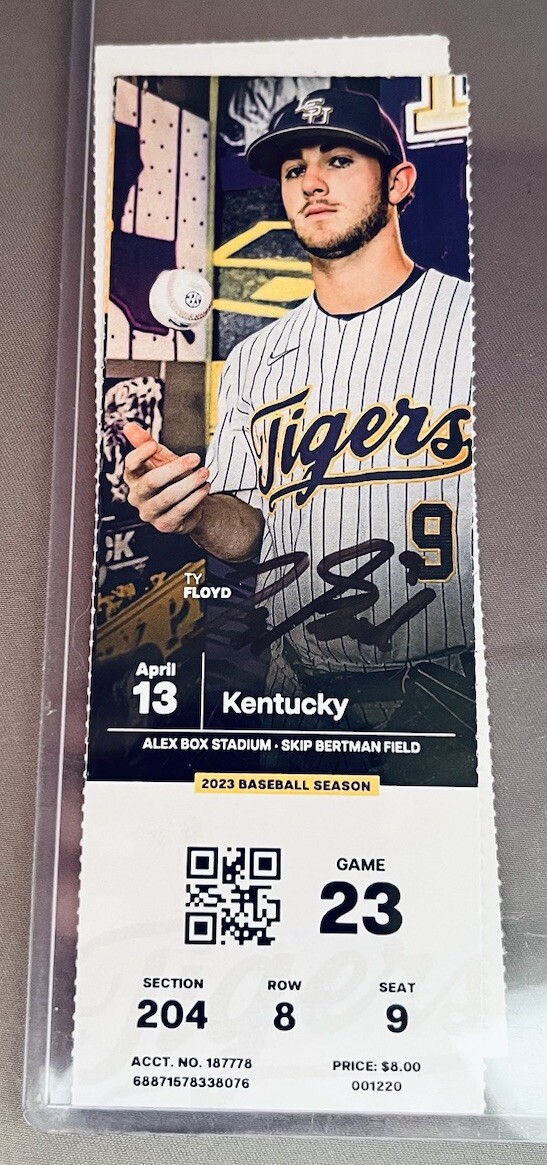 LSU
Tigers
9
TY
FLOYD
April
13
Kentucky
ALEX BOX STADIUM · SKIP BERTMAN FIELD
2023 BASEBALL SEASON
GAME
23
SECTION ROW SEAT
204 8 9
ACCT. NO. 187778 PRICE: $8.00
68871578338076 001220